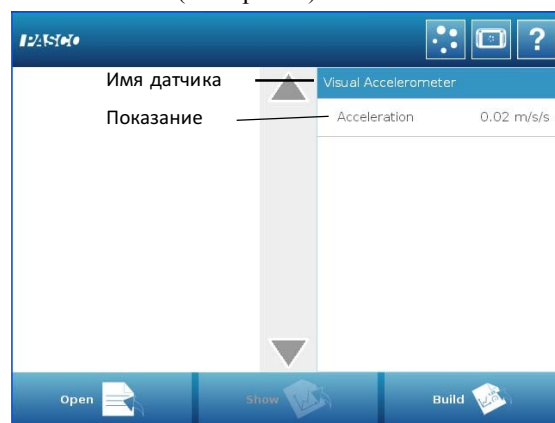 PASCO
?
Имя датчика
Visual Accelerometer
Показание
Acceleration 0.02 m/s/s
Open
Show
Build